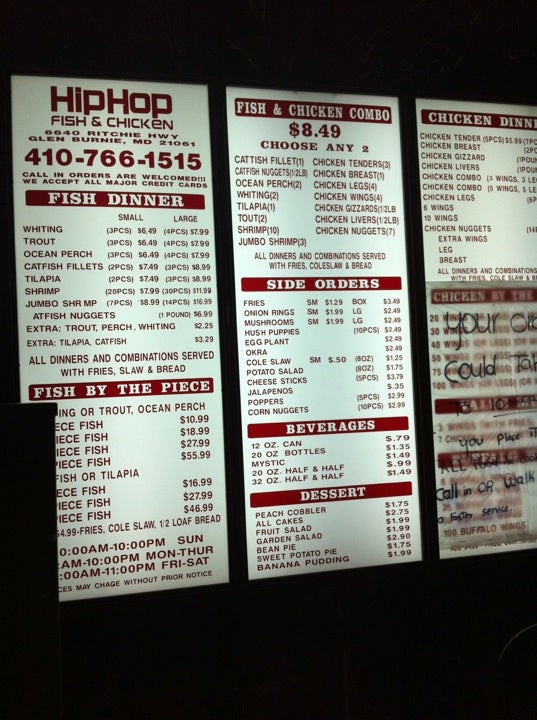 HipHop
FISH & CHICKEN
6640 RITCHIE HWY
GLEN BURNIE, MD 21061
410-766-1515
CALL IN ORDERS ARE WELCOMED!!!
WE ACCEPT ALL MAJOR CREDIT CARDS
FISH DINNER
SMALL LARGE
WHITING (3PCS) $6.49 (4PCS) $7.99
TROUT (3PCS) $6.49 (4PCS) $7.99
OCEAN PERCH (3PCS) $6.49 (4PCS) $7.99
CATFISH FILLETS (2PCS) $7.49 (3PCS) $8.99
TILAPIA (2PCS) $7.49 (3PCS) $8.99
SHRIMP (20PCS) $7.99 (30PCS) $11.99
JUMBO SHR MP (7PCS) $8.99 (14PCS) $16.99
ATFISH NUGGETS (1 POUND) $6.99
EXTRA: TROUT, PERCH, WHITING $2.25
EXTRA: TILAPIA, CATFISH $3.29
ALL DINNERS AND COMBINATIONS SERVED
WITH FRIES, SLAW & BREAD
FISH BY THE PIECE
ING OR TROUT, OCEAN PERCH
ECE FISH $10.99
IECE FISH $18.99
IECE FISH $27.99
PIECE FISH $55.99
FISH OR TILAPIA
ECE FISH $16.99
ECE FISH $27.99
IECE FISH $46.99
$4.99-FRIES, COLE SLAW, 1/2 LOAF BREAD
0:00AM-10:00PM SUN
:AM-10:00PM MON-THUR
:00AM-11:00PM FRI-SAT
CES MAY CHAGE WITHOUT PRIOR NOTICE
FISH & CHICKEN COMBO
$8.49
CHOOSE ANY 2
CATTISH FILLET(1) CHICKEN TENDERS(3)
CATFISH NUGGETS(1/2LB) CHICKEN BREAST(1)
OCEAN PERCH(2) CHICKEN LEGS(4)
WHITING(2) CHICKEN WINGS(4)
TILAPIA(1) CHICKEN GIZZARDS(1/2LB
TOUT(2) CHICKEN LIVERS(1/2LB)
SHRIMP(10) CHICKEN NUGGETS(7)
JUMBO SHRIMP(3)
ALL DINNERS AND COMBINATIONS SERVED
WITH FRIES, COLESLAW & BREAD
SIDE ORDERS
FRIES SM $1.29 BOX $3.49
ONION RINGS SM $1.99 LG $2.49
MUSHROOMS SM $1.99 LG $2.49
HUSH PUPPIES (10PCS) $2.49
EGG PLANT $2.49
OKRA $2.49
COLE SLAW SM $.50 (8OZ) $1.25
POTATO SALAD (8OZ) $1.75
CHEESE STICKS (5PCS) $3.79
JALAPENOS $.35
POPPERS (5PCS) $2.99
CORN NUGGETS (10PCS) $2.99
BEVERAGES
12 OZ. CAN $.79
20 OZ BOTTLES $1.35
MYSTIC $1.49
20 OZ. HALF & HALF $.99
32 OZ. HALF & HALF $1.49
DESSERT
PEACH COBBLER $1.75
ALL CAKES $2.75
FRUIT SALAD $1.99
GARDEN SALAD $1.99
BEAN PIE $2.90
SWEET POTATO PIE $1.75
BANANA PUDDING $1.99
CHICKEN DINN
CHICKEN TENDER (5PCS) $5.99 (7PC
CHICKEN BREAST (2PC
CHICKEN GIZZARD (1POUN
CHICKEN LIVERS (1POUN
CHICKEN COMBO (3 WINGS, 3 LE
CHICKEN COMBO (5 WINGS, 5 LE
CHICKEN LEGS (6P
6 WINGS
10 WINGS
CHICKEN NUGGETS (14
EXTRA WINGS
LEG
BREAST
ALL DINNERS AND COMBINATIONS
WITH FRIES, COLE SLAW &
CHICKEN BY THE
Your Or
Could Ta
you Place T
Call in OR Walk
a Faster Service.
100 BUFFALO WINGS